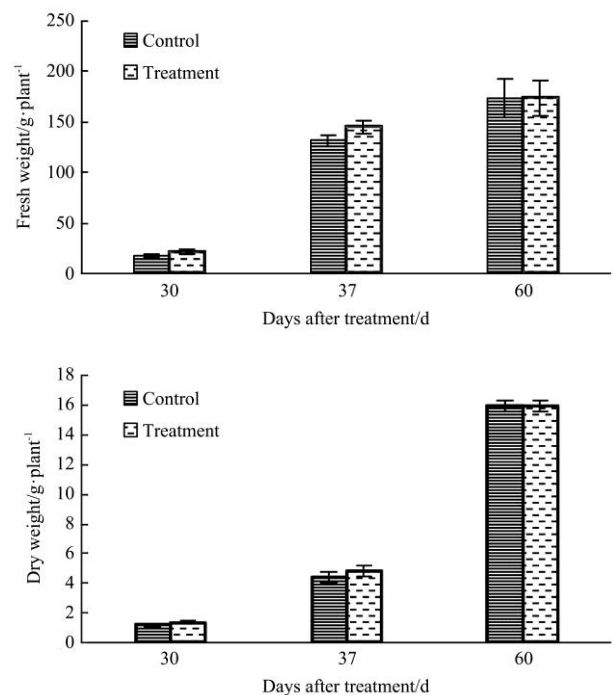 250
200
150
100
50
0
Fresh weight/g·plant⁻¹
Control
Treatment
30 37 60
Days after treatment/d
18
16
14
12
10
8
6
4
2
0
Dry weight/g·plant⁻¹
Control
Treatment
30 37 60
Days after treatment/d